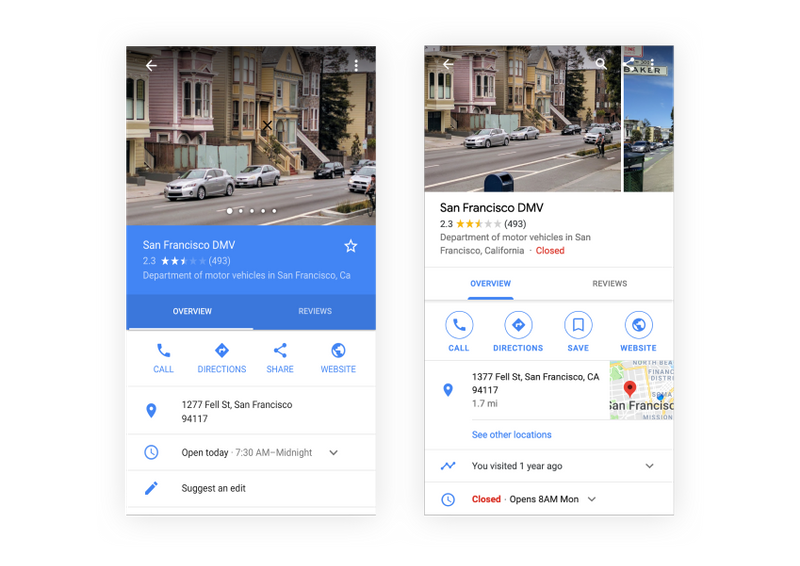 San Francisco DMV
2.3 (493)
Department of motor vehicles in San Francisco, Ca
OVERVIEW REVIEWS
CALL DIRECTIONS SHARE WEBSITE
1277 Fell St, San Francisco
94117
Open today · 7:30 AM–Midnight
Suggest an edit
BAKER
San Francisco DMV
2.3 (493)
Department of motor vehicles in San
Francisco, California · Closed
OVERVIEW REVIEWS
CALL DIRECTIONS SAVE WEBSITE
1377 Fell St, San Francisco, CA
94117
1.7 mi
NORTH BEA
FINANC
DISTRI
SOMA
San Francisc
MISSION
See other locations
You visited 1 year ago
Closed · Opens 8AM Mon